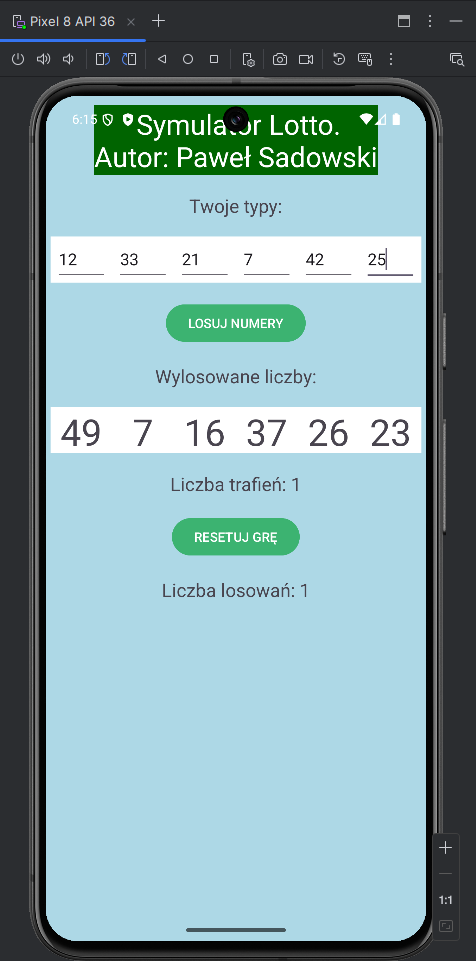 Pixel 8 API 36
6:15
Symulator Lotto.
Autor: Paweł Sadowski
Twoje typy:
12 33 21 7 42 25
LOSUJ NUMERY
Wylosowane liczby:
49 7 16 37 26 23
Liczba trafień: 1
RESETUJ GRĘ
Liczba losowań: 1
1:1